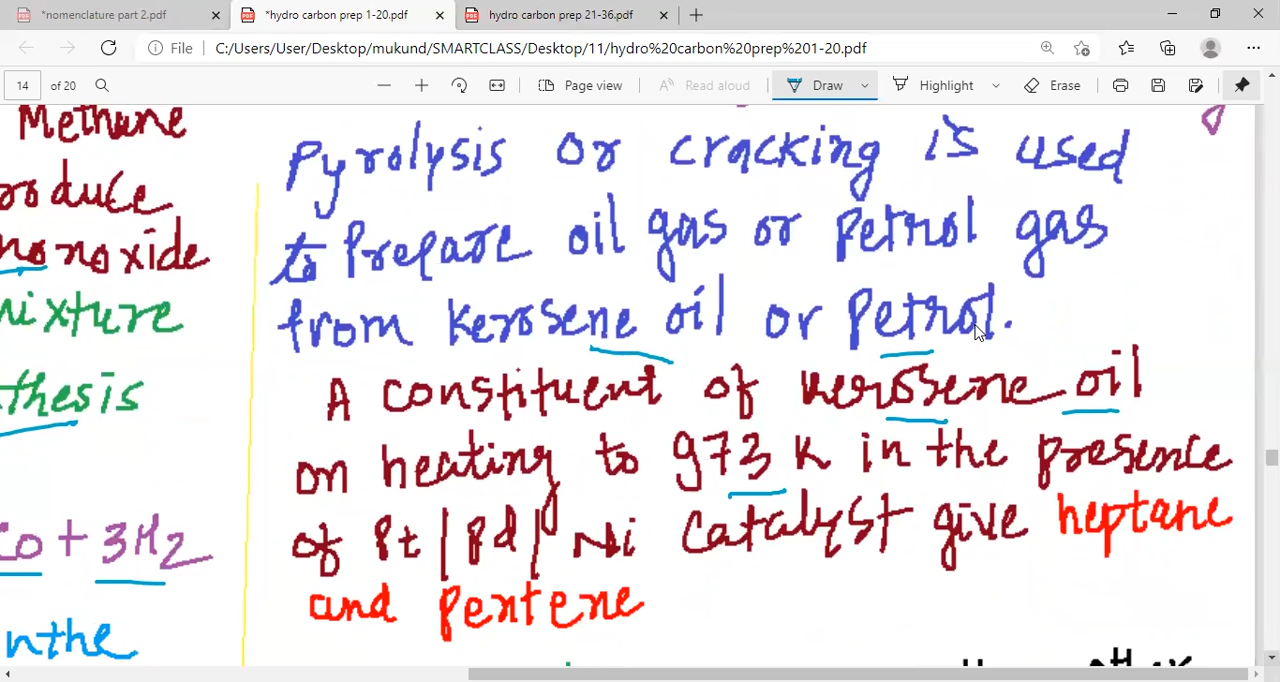 *nomenclature part 2.pdf
*hydro carbon prep 1-20.pdf
hydro carbon prep 21-36.pdf
File
C:/Users/User/Desktop/mukund/SMARTCLASS/Desktop/11/hydro%20carbon%20prep%201-20.pdf
14 of 20
Page view
Read aloud
Draw
Highlight
Erase
Methane
roduce
nonoxide
mixture
thesis
CO + 3H2
nthe
Pyrolysis or cracking is used
to Prepare oil gas or Petrol gas
from Kerosene oil or Petrol.
A constituent of kerosene oil
on heating to 973 K in the presence
of Pt|Pd| Ni catalyst give heptane
and pentene